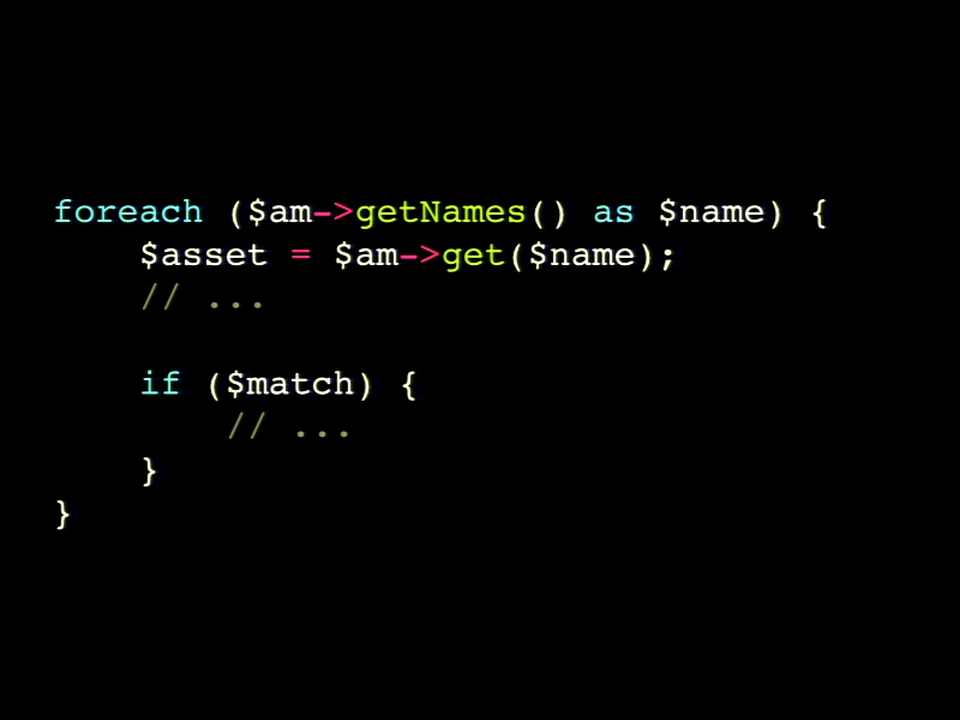 foreach ($am->getNames() as $name) {
    $asset = $am->get($name);
    // ...

    if ($match) {
        // ...
    }
}